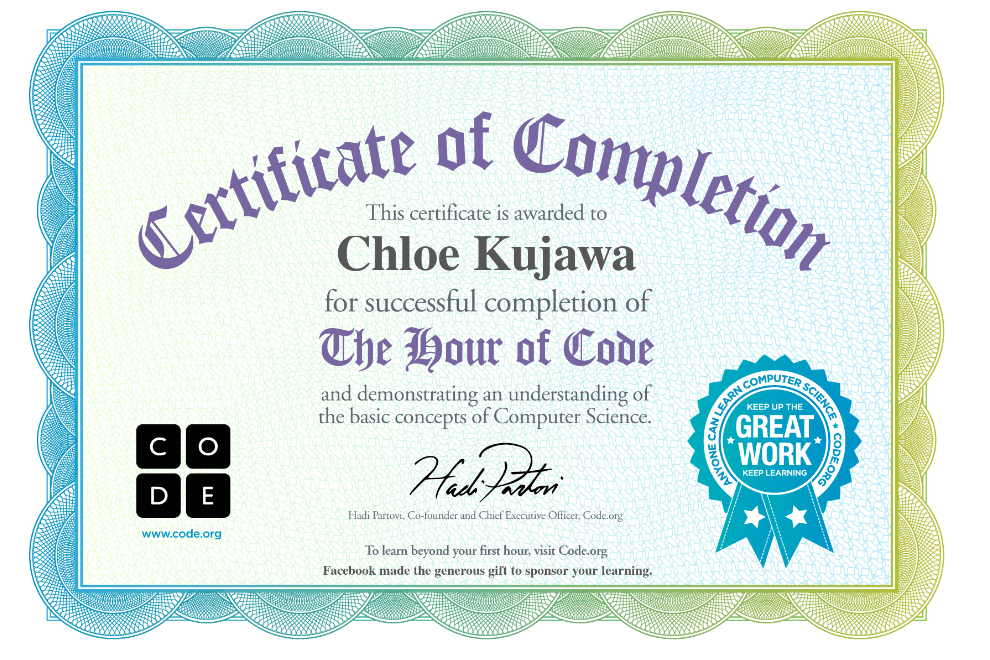 Certificate of Completion
This certificate is awarded to
Chloe Kujawa
for successful completion of
The Hour of Code
and demonstrating an understanding of
the basic concepts of Computer Science.
C O
D E
www.code.org
Hadi Partovi
Hadi Partovi, Co-founder and Chief Executive Officer, Code.org
To learn beyond your first hour, visit Code.org
Facebook made the generous gift to sponsor your learning.
ANYONE CAN LEARN COMPUTER SCIENCE ★ CODE.ORG
KEEP UP THE
GREAT
WORK
KEEP LEARNING